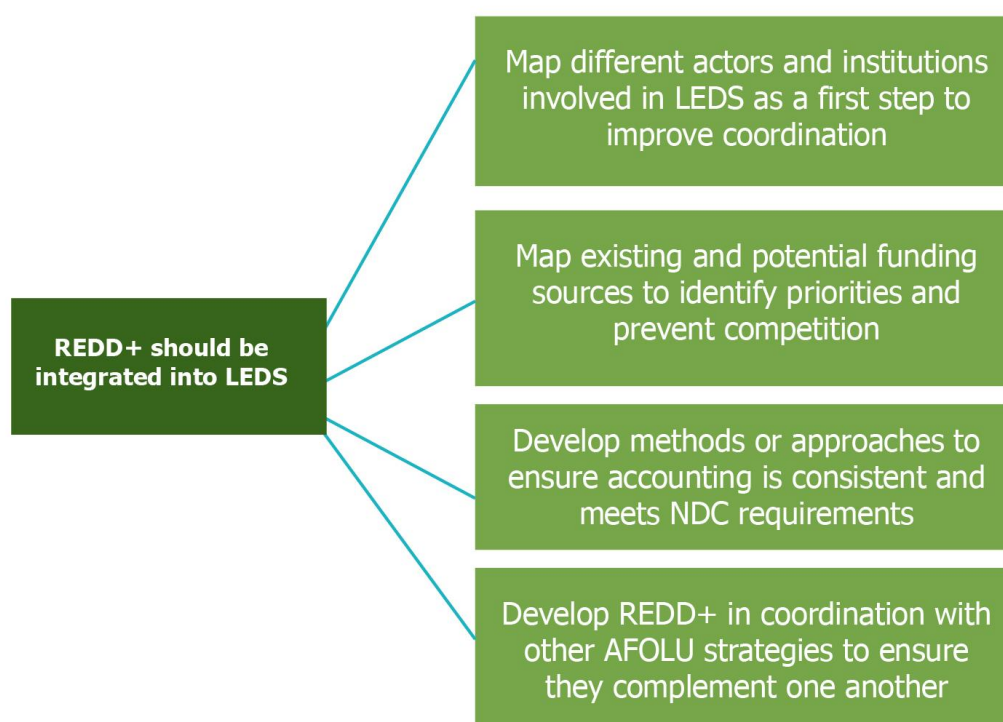 Map different actors and institutions
involved in LEDS as a first step to
improve coordination
Map existing and potential funding
sources to identify priorities and
prevent competition
REDD+ should be
integrated into LEDS
Develop methods or approaches to
ensure accounting is consistent and
meets NDC requirements
Develop REDD+ in coordination with
other AFOLU strategies to ensure
they complement one another